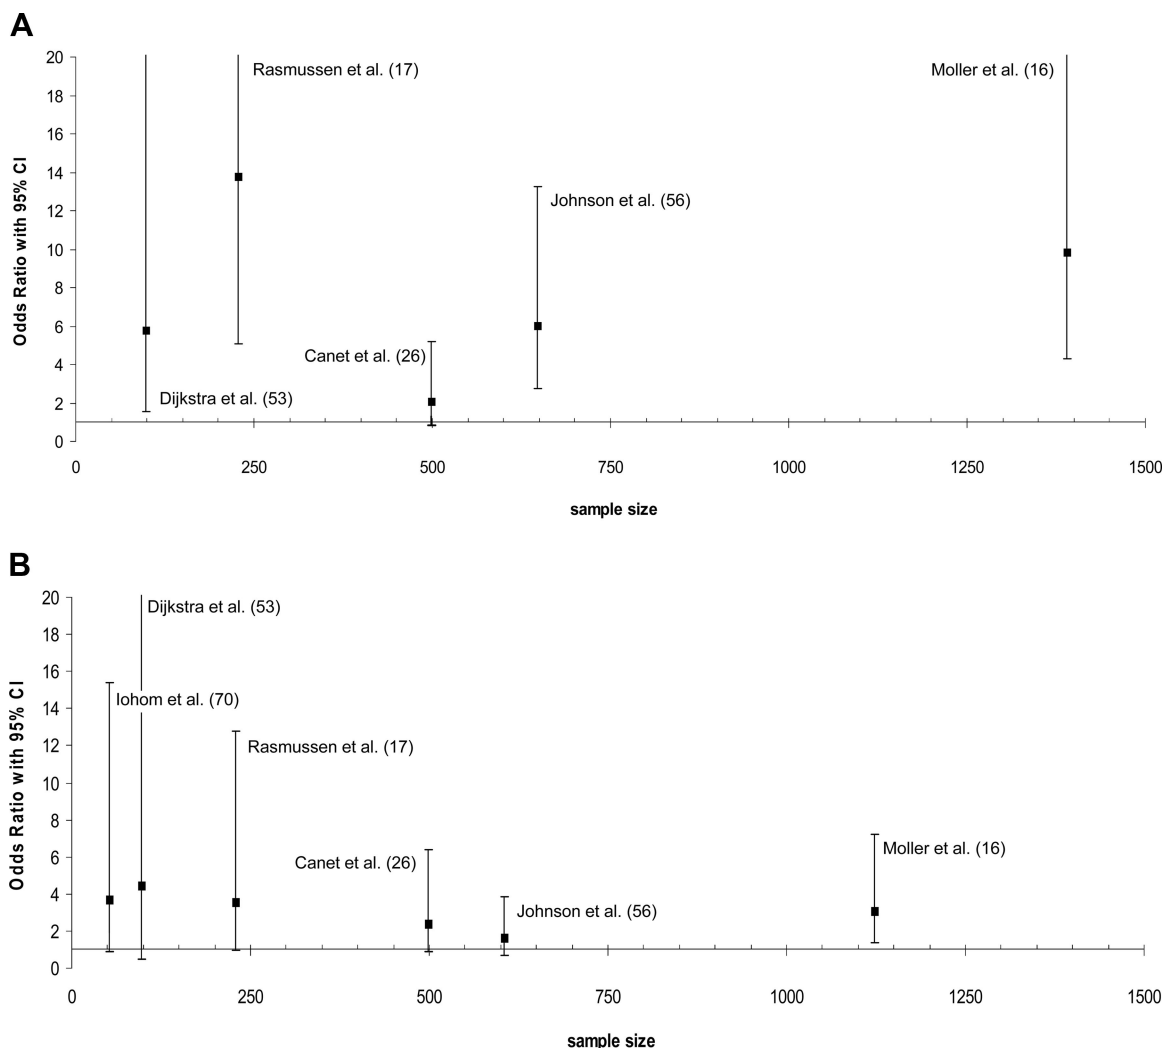 A
Odds Ratio with 95% CI
20
18
16
14
12
10
8
6
4
2
0
Rasmussen et al. (17)
Moller et al. (16)
Johnson et al. (56)
Canet et al. (26)
Dijkstra et al. (53)
0 250 500 750 1000 1250 1500
sample size
B
Odds Ratio with 95% CI
20
18
16
14
12
10
8
6
4
2
0
Dijkstra et al. (53)
Iohom et al. (70)
Rasmussen et al. (17)
Moller et al. (16)
Canet et al. (26)
Johnson et al. (56)
0 250 500 750 1000 1250 1500
sample size